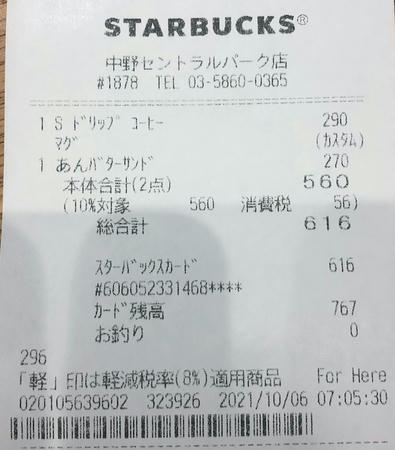 STARBUCKS®
中野セントラルパーク店
#1878 TEL 03-5860-0365
1 S ﾄﾞﾘｯﾌﾟ ｺｰﾋｰ 290
ﾏｸﾞ (ｶｽﾀﾑ)
1 あんﾊﾞﾀｰｻﾝﾄﾞ 270
本体合計(2点) 560
(10%対象 560 消費税 56)
総合計 616
ｽﾀｰﾊﾞｯｸｽｶｰﾄﾞ 616
#606052331468****
ｶｰﾄﾞ残高 767
お釣り 0
296
「軽」印は軽減税率(8%)適用商品 For Here
020105639602 323926 2021/10/06 07:05:30